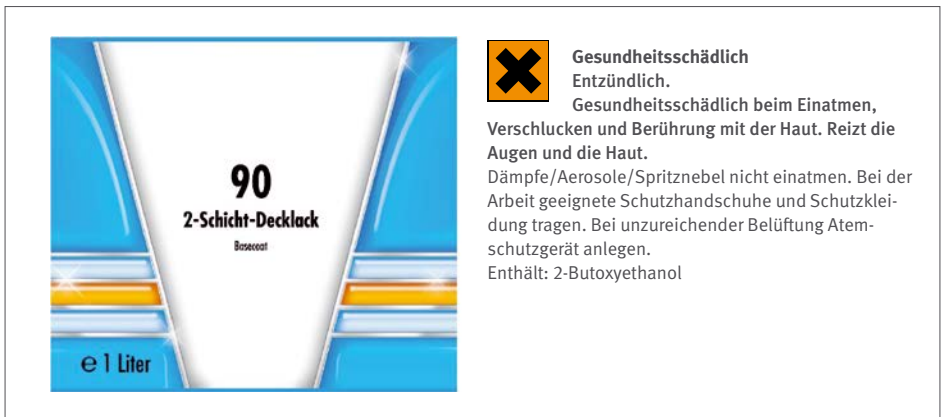 90
2-Schicht-Decklack
Basecoat
℮ 1 Liter
Gesundheitsschädlich
Entzündlich.
Gesundheitsschädlich beim Einatmen,
Verschlucken und Berührung mit der Haut. Reizt die
Augen und die Haut.
Dämpfe/Aerosole/Spritznebel nicht einatmen. Bei der
Arbeit geeignete Schutzhandschuhe und Schutzklei-
dung tragen. Bei unzureichender Belüftung Atem-
schutzgerät anlegen.
Enthält: 2-Butoxyethanol